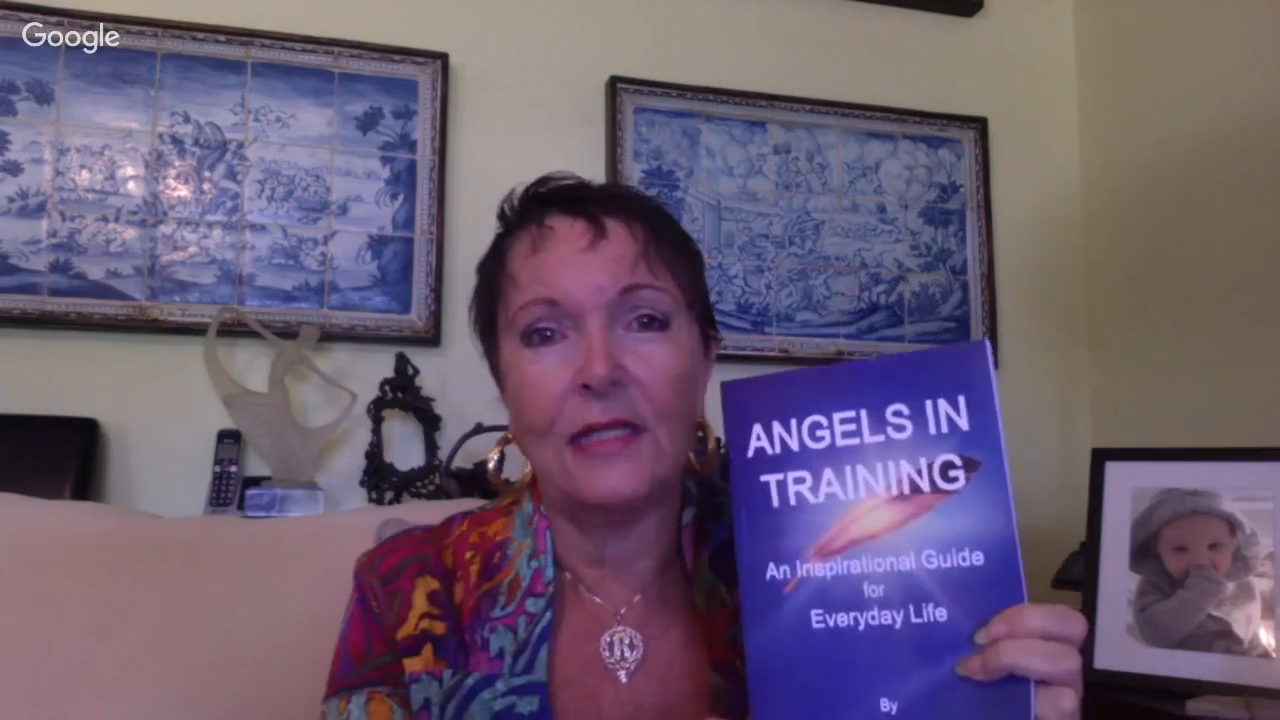 Google
ANGELS IN
TRAINING
An Inspirational Guide
for
Everyday Life
By
R